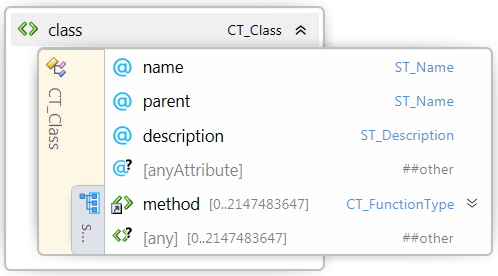 class CT_Class
CT_Class
name ST_Name
parent ST_Name
description ST_Description
[anyAttribute] ##other
S...
method [0..2147483647] CT_FunctionType
[any] [0..2147483647] ##other